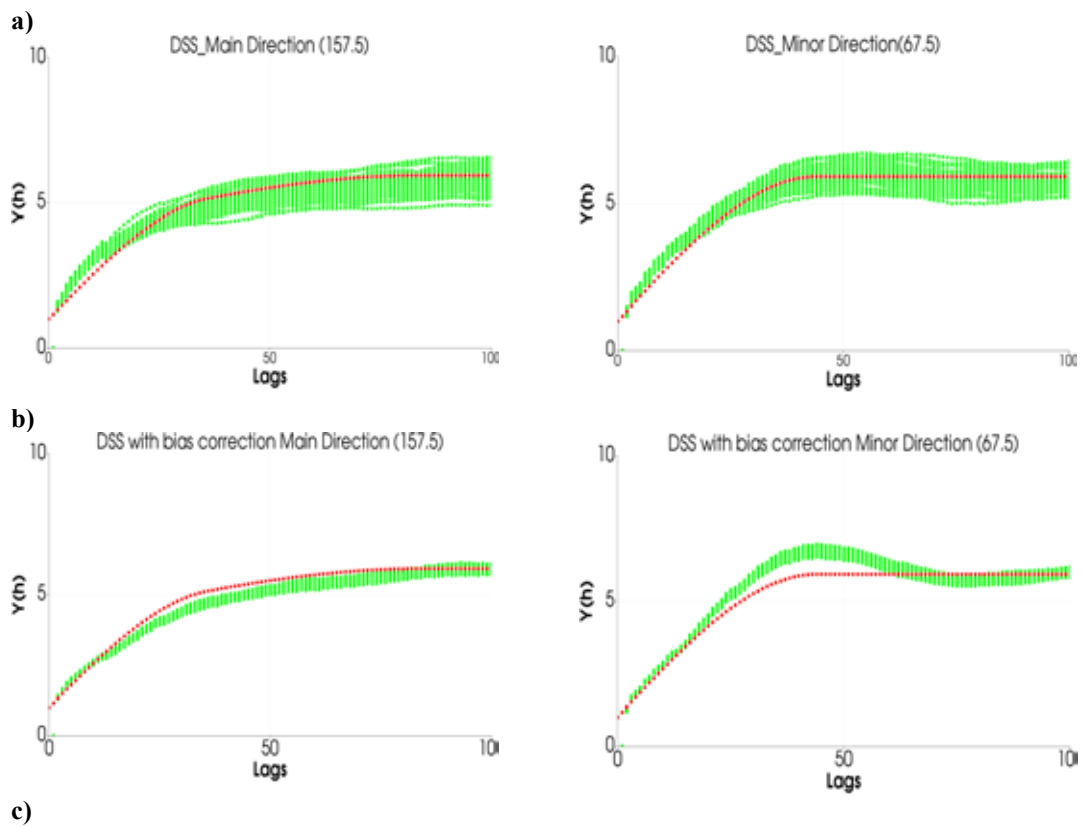 a)
DSS_Main Direction (157.5)
DSS_Minor Direction(67.5)
10
5
0
Y(h)
0
50
100
Lags
10
5
0
Y(h)
0
50
100
Lags
b)
DSS with bias correction Main Direction (157.5)
DSS with bias correction Minor Direction (67.5)
10
5
0
Y(h)
0
50
10
Lags
10
5
0
Y(h)
0
50
10
Lags
c)